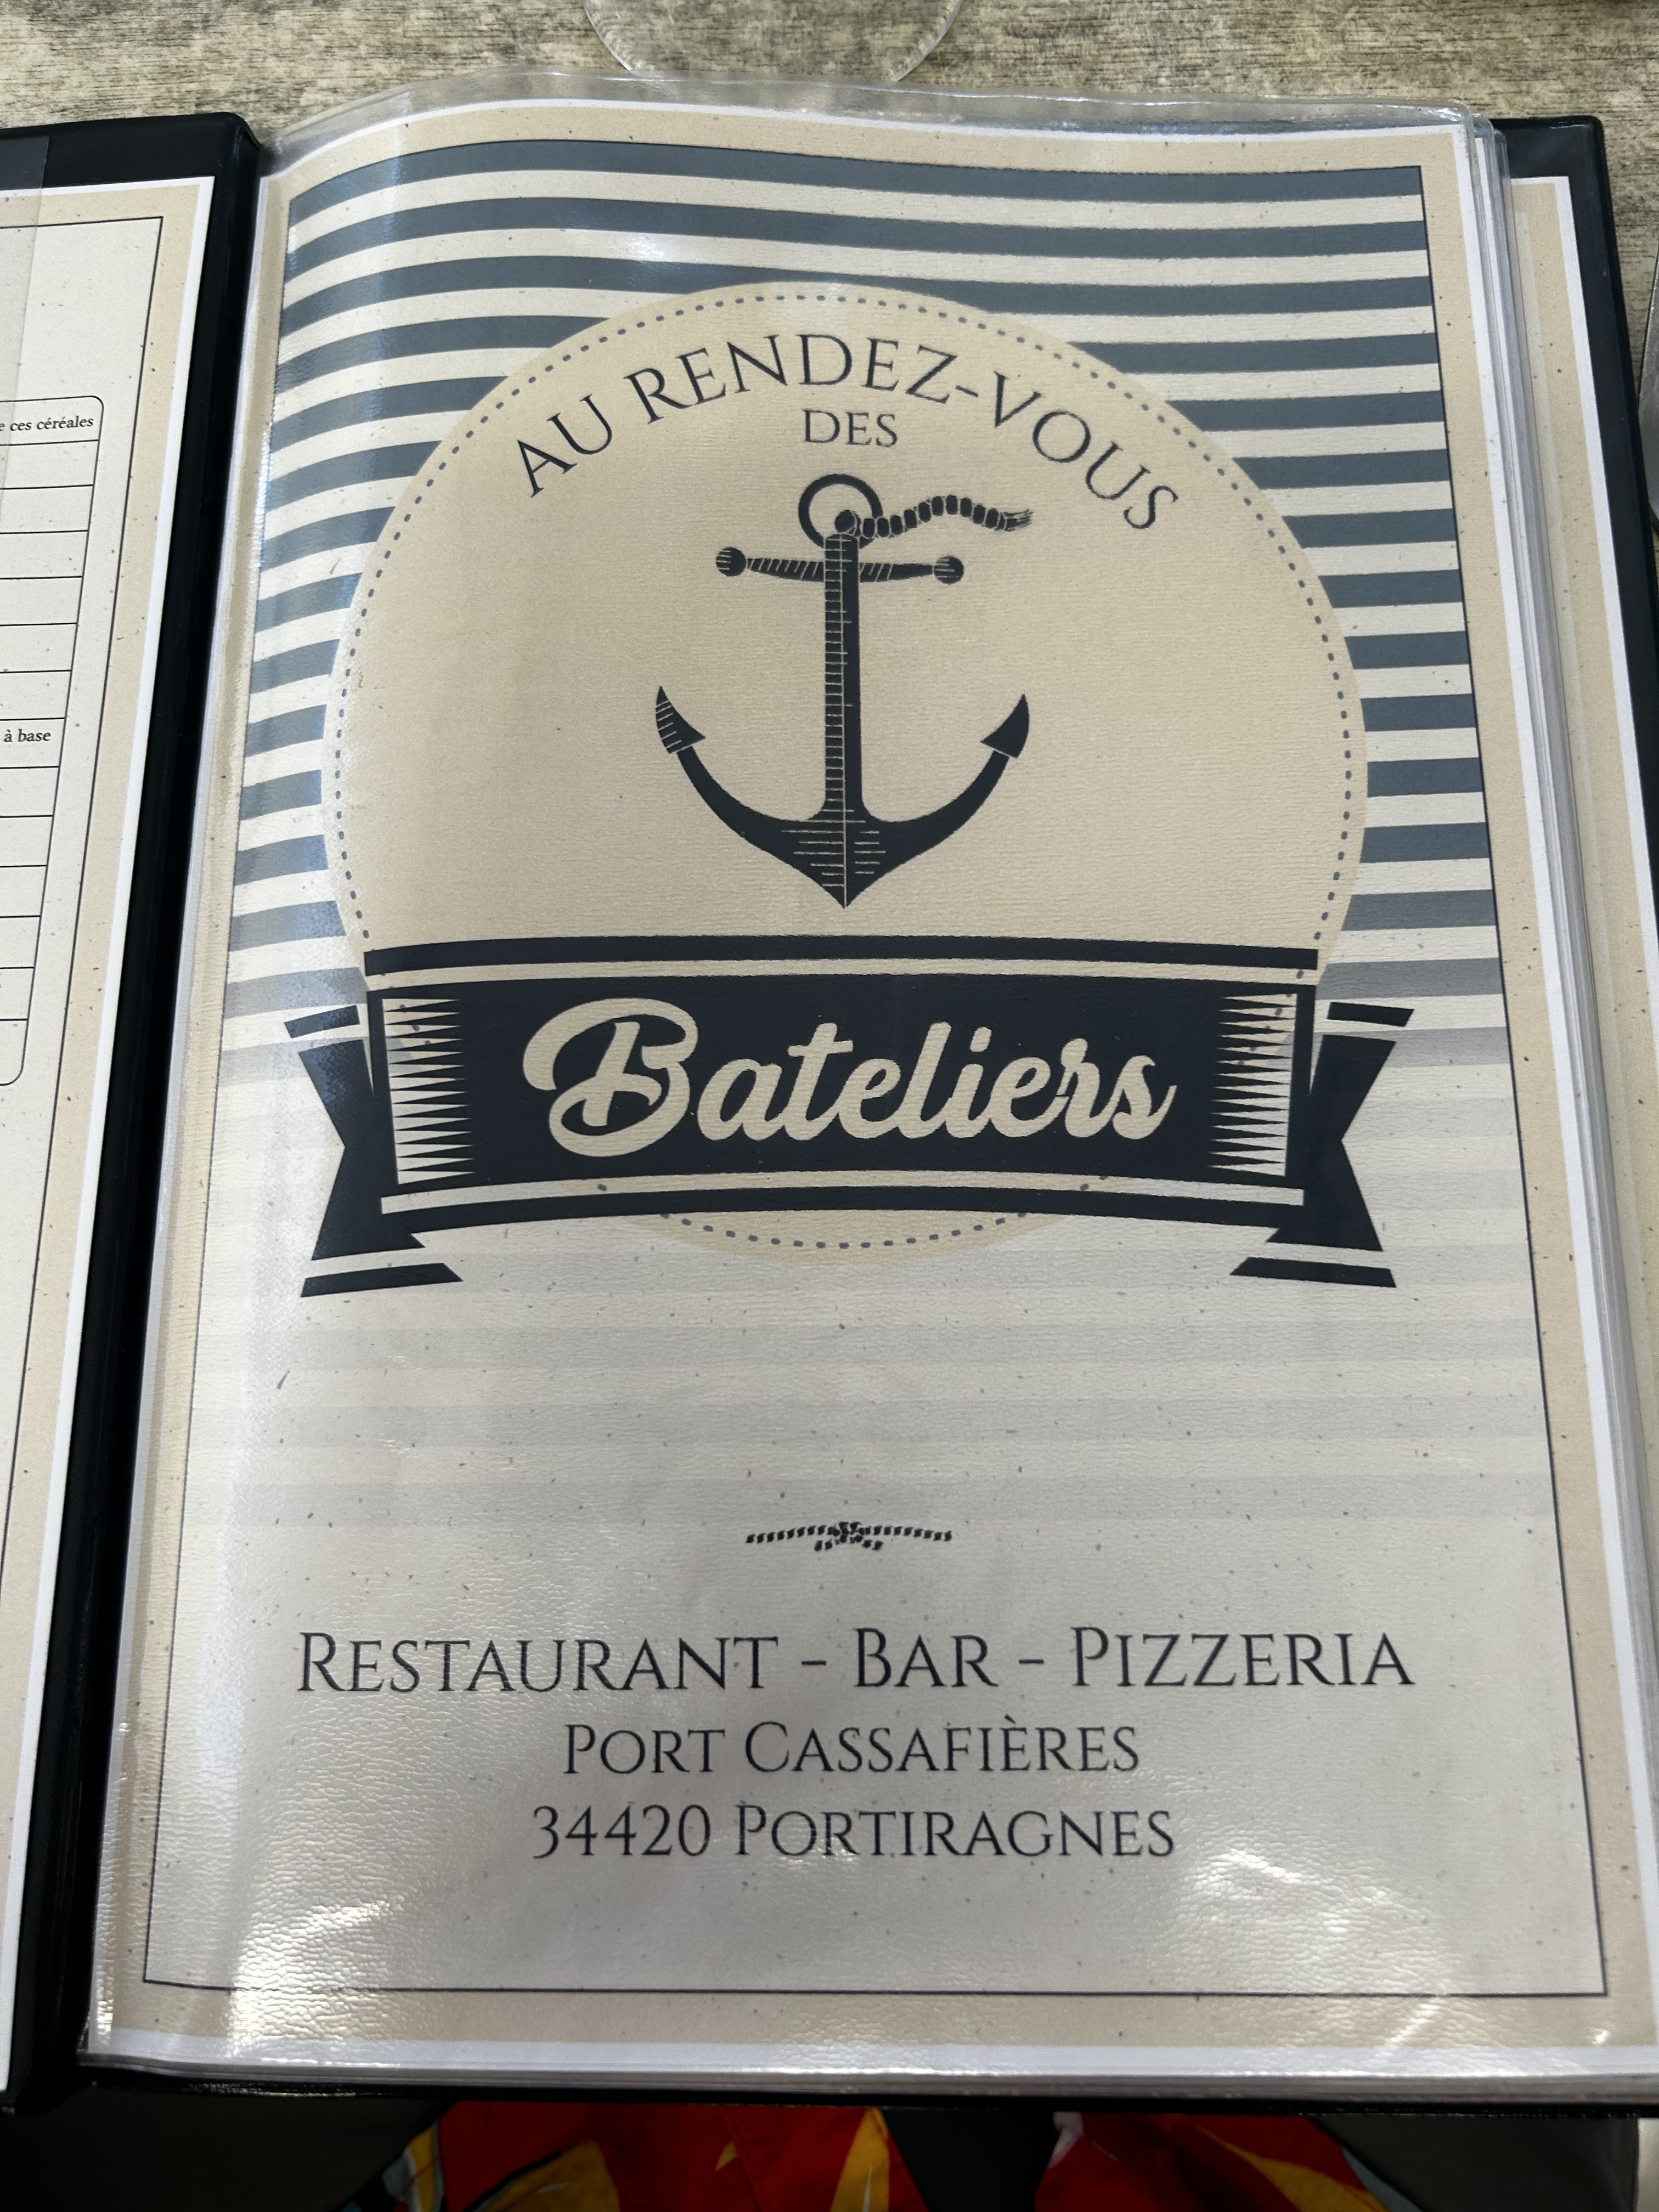 e ces céréales
à base
AU RENDEZ-VOUS
DES
Bateliers
RESTAURANT - BAR - PIZZERIA
PORT CASSAFIÈRES
34420 PORTIRAGNES